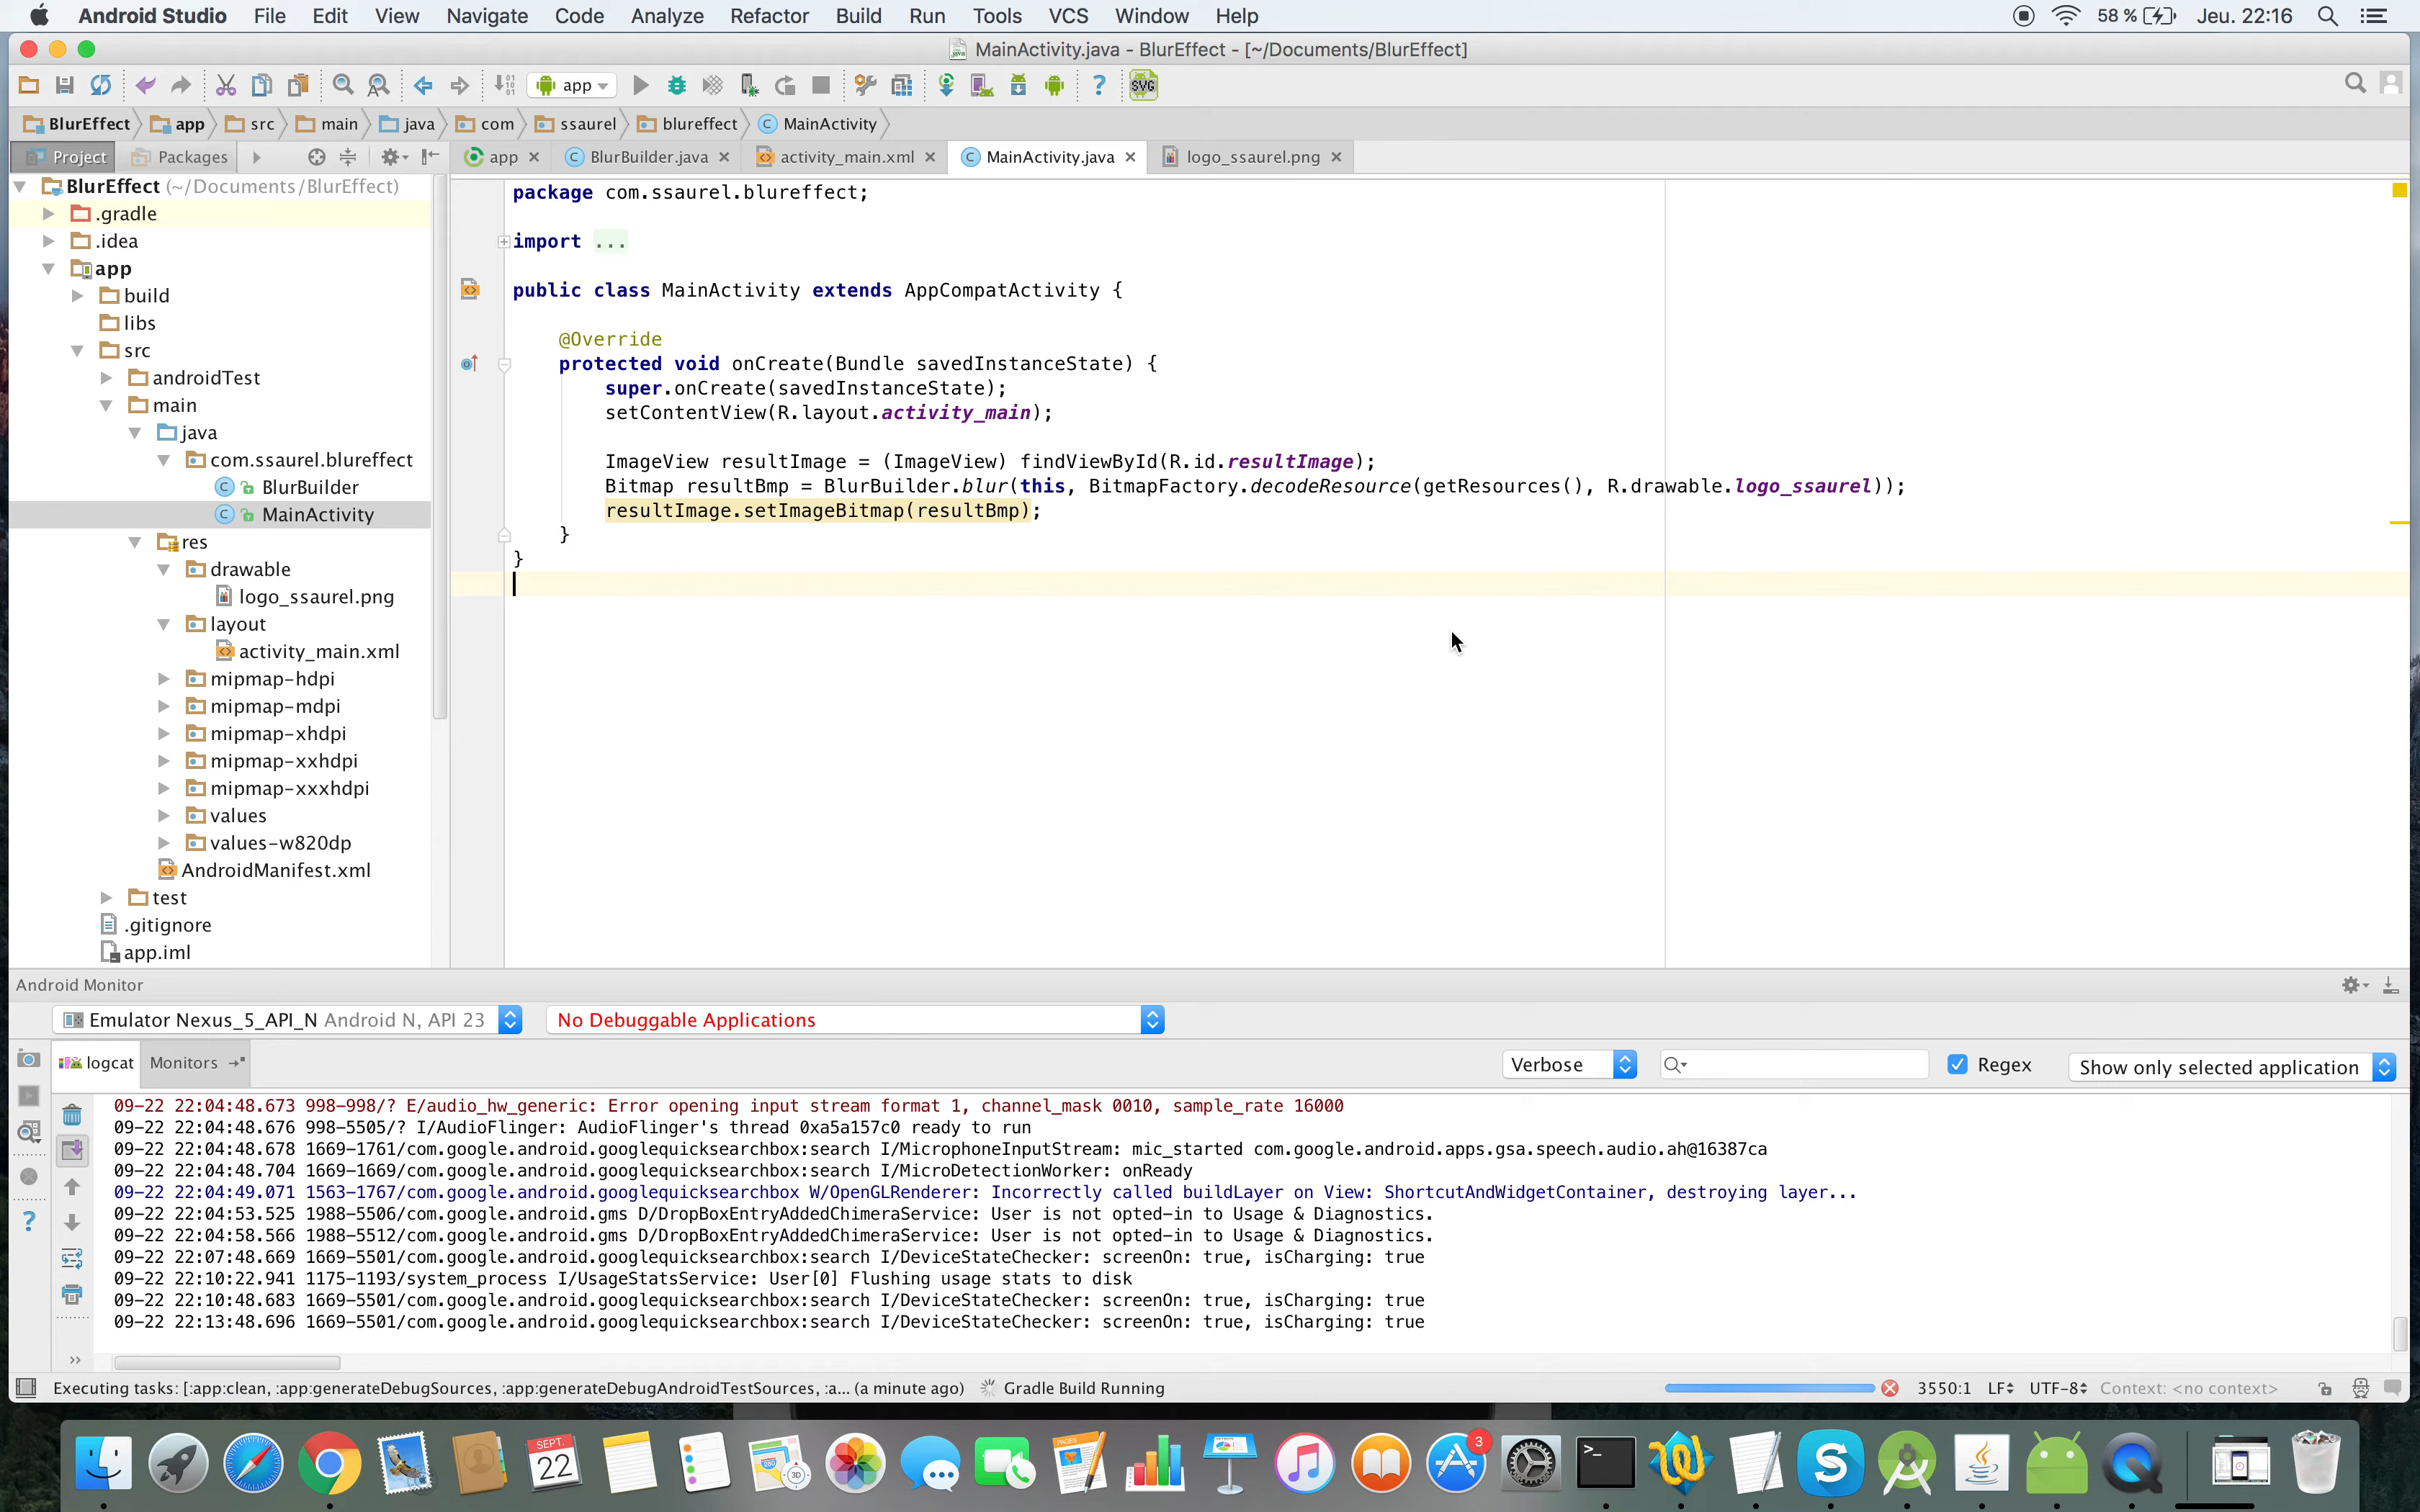 Android Studio File Edit View Navigate Code Analyze Refactor Build Run Tools VCS Window Help 58 % Jeu. 22:16
MainActivity.java - BlurEffect - [~/Documents/BlurEffect]
app SVG
BlurEffect app src main java com ssaurel blureffect MainActivity
Project Packages app BlurBuilder.java activity_main.xml MainActivity.java logo_ssaurel.png
BlurEffect (~/Documents/BlurEffect)
.gradle
.idea
app
build
libs
src
androidTest
main
java
com.ssaurel.blureffect
BlurBuilder
MainActivity
res
drawable
logo_ssaurel.png
layout
activity_main.xml
mipmap-hdpi
mipmap-mdpi
mipmap-xhdpi
mipmap-xxhdpi
mipmap-xxxhdpi
values
values-w820dp
AndroidManifest.xml
test
.gitignore
app.iml
package com.ssaurel.blureffect;
import ...
public class MainActivity extends AppCompatActivity {
@Override
protected void onCreate(Bundle savedInstanceState) {
super.onCreate(savedInstanceState);
setContentView(R.layout.activity_main);
ImageView resultImage = (ImageView) findViewById(R.id.resultImage);
Bitmap resultBmp = BlurBuilder.blur(this, BitmapFactory.decodeResource(getResources(), R.drawable.logo_ssaurel));
resultImage.setImageBitmap(resultBmp);
}
}
Android Monitor
Emulator Nexus_5_API_N Android N, API 23 No Debuggable Applications
logcat Monitors Verbose Regex Show only selected application
09-22 22:04:48.673 998-998/? E/audio_hw_generic: Error opening input stream format 1, channel_mask 0010, sample_rate 16000
09-22 22:04:48.676 998-5505/? I/AudioFlinger: AudioFlinger's thread 0xa5a157c0 ready to run
09-22 22:04:48.678 1669-1761/com.google.android.googlequicksearchbox:search I/MicrophoneInputStream: mic_started com.google.android.apps.gsa.speech.audio.ah@16387ca
09-22 22:04:48.704 1669-1669/com.google.android.googlequicksearchbox:search I/MicroDetectionWorker: onReady
09-22 22:04:49.071 1563-1767/com.google.android.googlequicksearchbox W/OpenGLRenderer: Incorrectly called buildLayer on View: ShortcutAndWidgetContainer, destroying layer...
09-22 22:04:53.525 1988-5506/com.google.android.gms D/DropBoxEntryAddedChimeraService: User is not opted-in to Usage & Diagnostics.
09-22 22:04:58.566 1988-5512/com.google.android.gms D/DropBoxEntryAddedChimeraService: User is not opted-in to Usage & Diagnostics.
09-22 22:07:48.669 1669-5501/com.google.android.googlequicksearchbox:search I/DeviceStateChecker: screenOn: true, isCharging: true
09-22 22:10:22.941 1175-1193/system_process I/UsageStatsService: User[0] Flushing usage stats to disk
09-22 22:10:48.683 1669-5501/com.google.android.googlequicksearchbox:search I/DeviceStateChecker: screenOn: true, isCharging: true
09-22 22:13:48.696 1669-5501/com.google.android.googlequicksearchbox:search I/DeviceStateChecker: screenOn: true, isCharging: true
Executing tasks: [:app:clean, :app:generateDebugSources, :app:generateDebugAndroidTestSources, :a... (a minute ago) Gradle Build Running 3550:1 LF UTF-8 Context: <no context>
SEPT.
22
3D
3